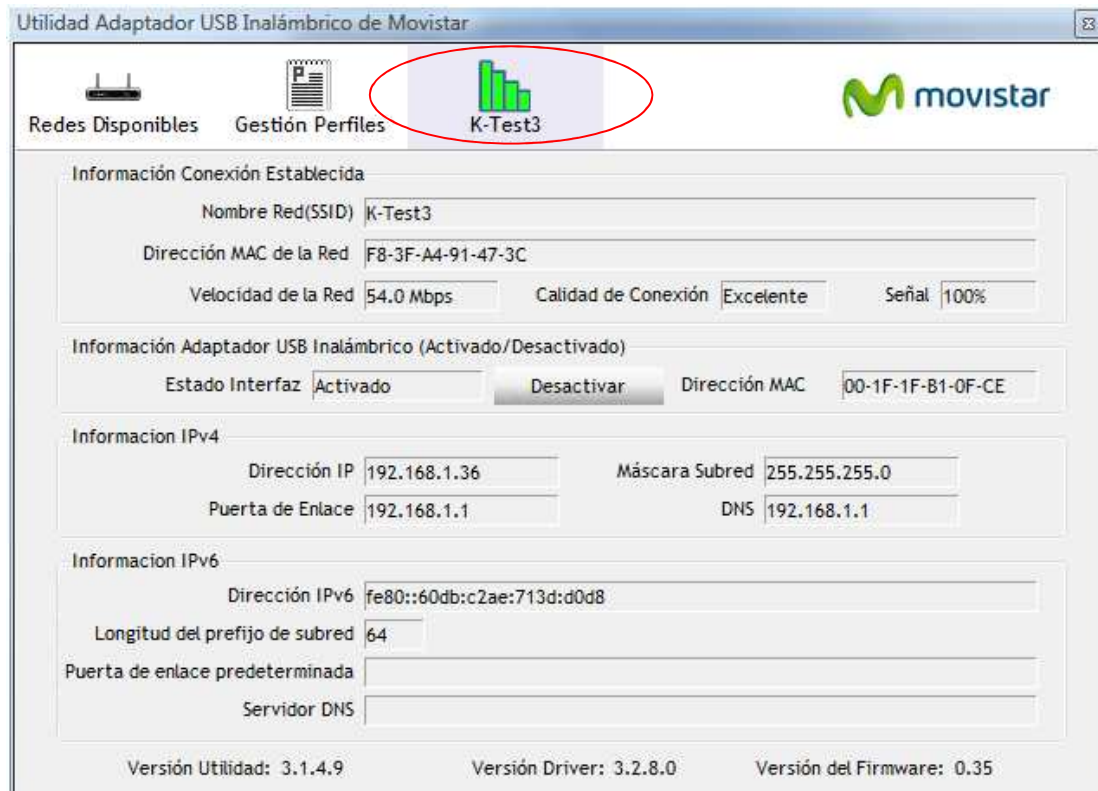 Utilidad Adaptador USB Inalámbrico de Movistar
Redes Disponibles Gestión Perfiles K-Test3 movistar
Información Conexión Establecida
Nombre Red(SSID) K-Test3
Dirección MAC de la Red F8-3F-A4-91-47-3C
Velocidad de la Red 54.0 Mbps Calidad de Conexión Excelente Señal 100%
Información Adaptador USB Inalámbrico (Activado/Desactivado)
Estado Interfaz Activado Desactivar Dirección MAC 00-1F-1F-B1-0F-CE
Informacion IPv4
Dirección IP 192.168.1.36 Máscara Subred 255.255.255.0
Puerta de Enlace 192.168.1.1 DNS 192.168.1.1
Informacion IPv6
Dirección IPv6 fe80::60db:c2ae:713d:d0d8
Longitud del prefijo de subred 64
Puerta de enlace predeterminada
Servidor DNS
Versión Utilidad: 3.1.4.9 Versión Driver: 3.2.8.0 Versión del Firmware: 0.35